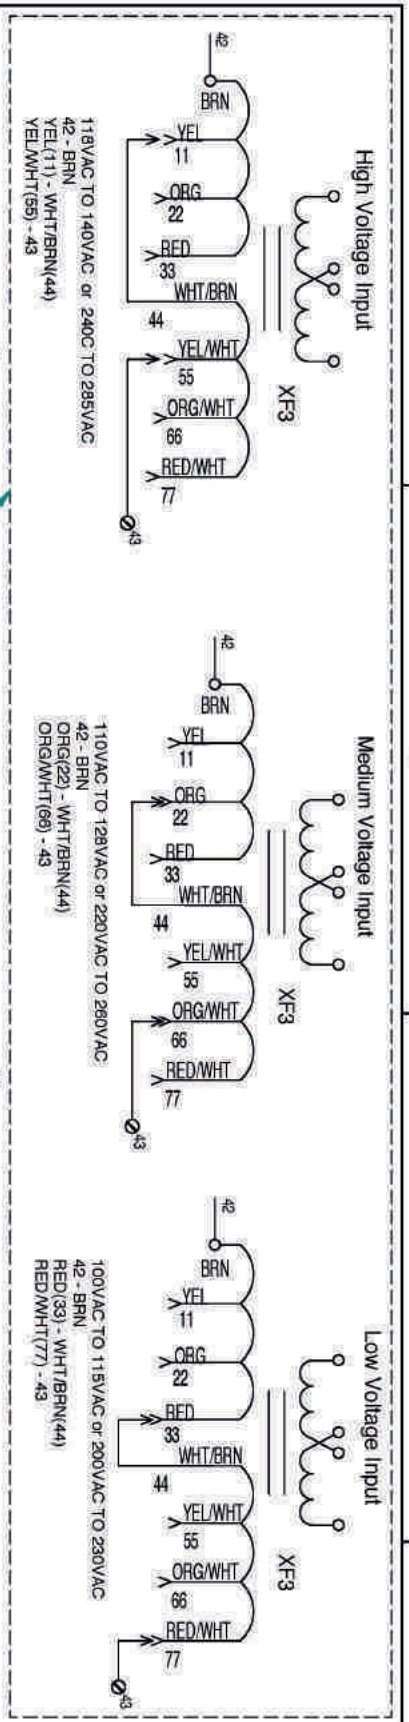 High Voltage Input
XF3
42
BRN
YEL
11
ORG
22
RED
33
WHT/BRN
44
YEL/WHT
55
ORG/WHT
66
RED/WHT
77
43
118VAC TO 140VAC or 240C TO 285VAC
42 - BRN
YEL(11) - WHT/BRN(44)
YEL/WHT(55) - 43
Medium Voltage Input
XF3
42
BRN
YEL
11
ORG
22
RED
33
WHT/BRN
44
YEL/WHT
55
ORG/WHT
66
RED/WHT
77
43
110VAC TO 128VAC or 220VAC TO 260VAC
42 - BRN
ORG(22) - WHT/BRN(44)
ORG/WHT(66) - 43
Low Voltage Input
XF3
42
BRN
YEL
11
ORG
22
RED
33
WHT/BRN
44
YEL/WHT
55
ORG/WHT
66
RED/WHT
77
43
100VAC TO 115VAC or 200VAC TO 230VAC
42 - BRN
RED(33) - WHT/BRN(44)
RED/WHT(77) - 43